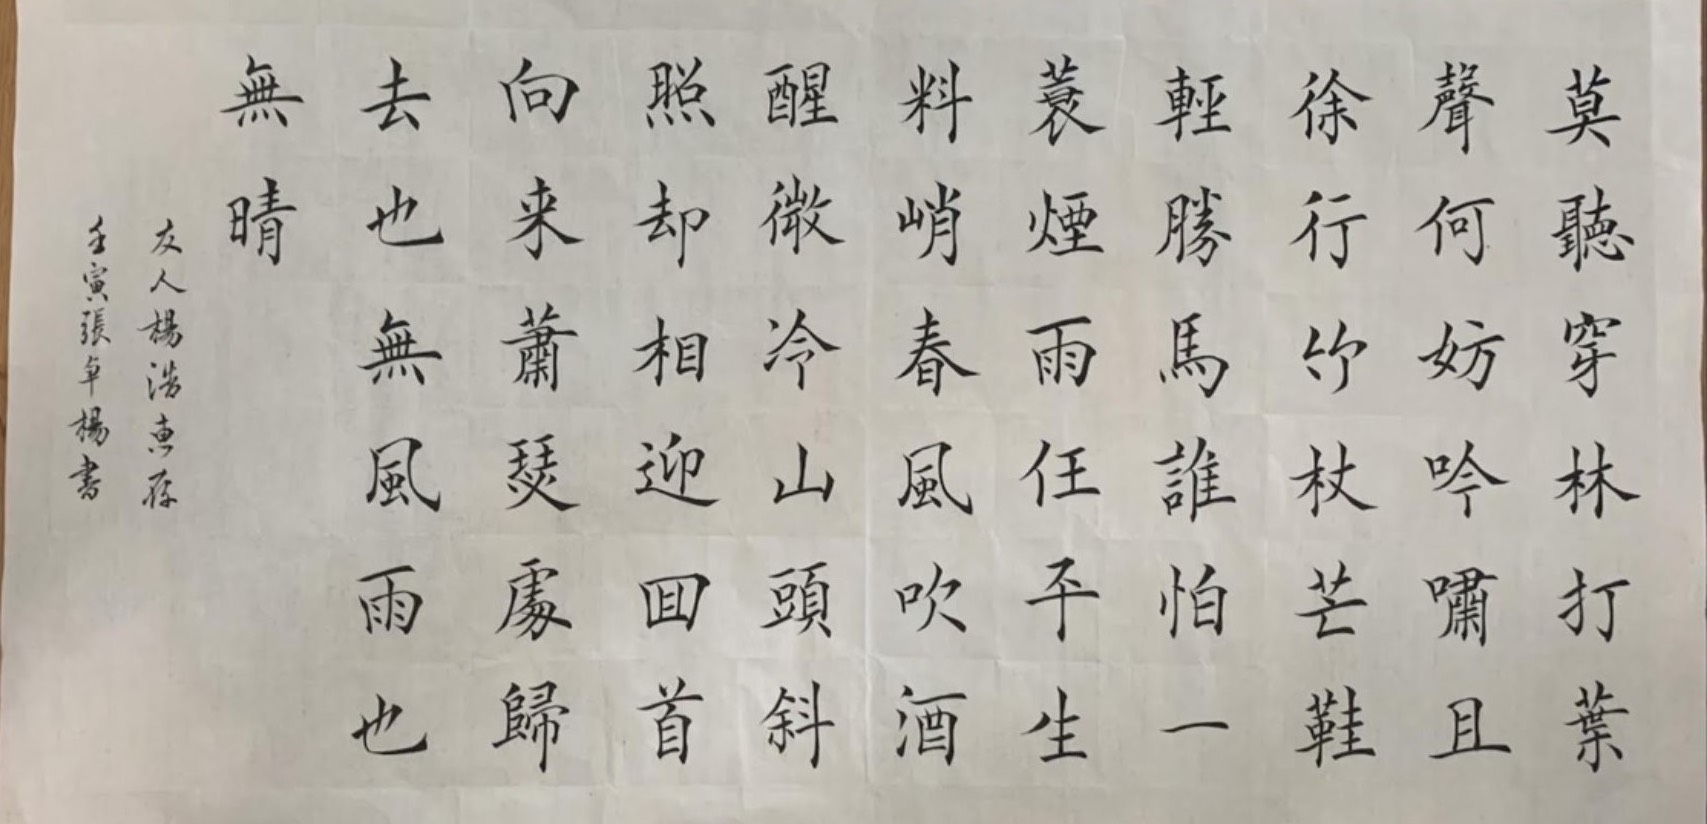 莫聽穿林打葉
聲何妨吟嘯且
徐行竹杖芒鞋
輕勝馬誰怕一
蓑煙雨任平生
料峭春風吹酒
醒微冷山頭斜
照却相迎回首
向来蕭瑟處歸
去也無風雨也
無晴
友人楊浩惠存
壬寅張卓楊書